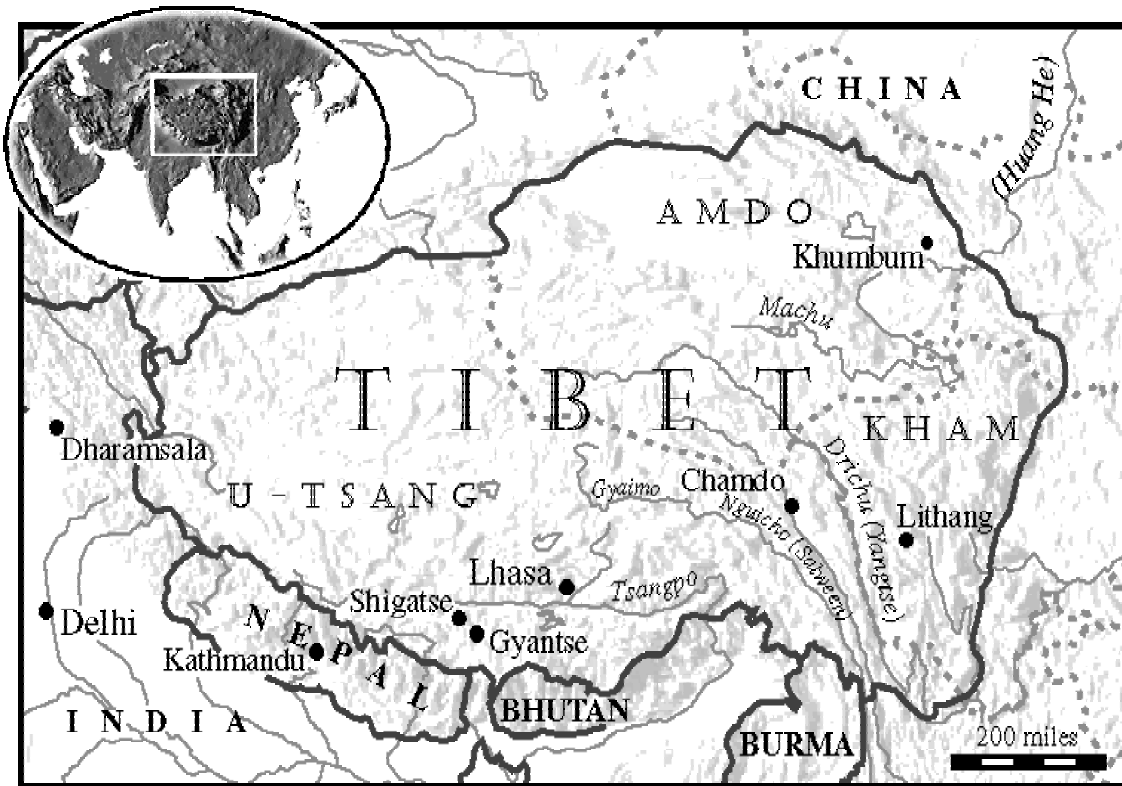 CHINA
(Huang He)
AMDO
Khumbum
Machu
TIBET
KHAM
Dharamsala
Drichu (Yangtse)
U-TSANG
Gyaimo
Chamdo
Ngulcho (Salween)
Lithang
Lhasa
Tsangpo
Shigatse
Delhi
Gyantse
NEPAL
Kathmandu
INDIA
BHUTAN
BURMA
200 miles